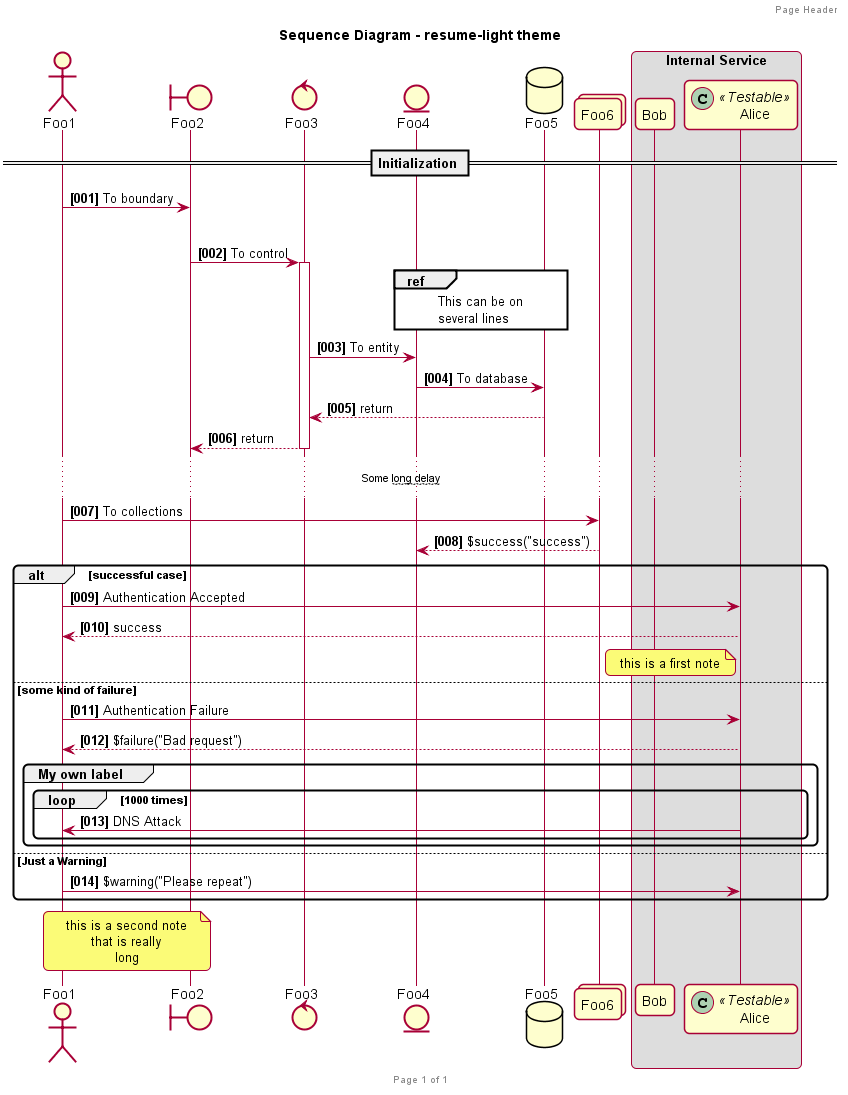 Page Header
Sequence Diagram - resume-light theme
Internal Service
Foo1
Foo2
Foo3
Foo4
Foo5
Foo6
Bob
C «Testable»
Alice
Initialization
[001] To boundary
[002] To control
ref
This can be on
several lines
[003] To entity
[004] To database
[005] return
[006] return
Some long delay
[007] To collections
[008] $success("success")
alt [successful case]
[009] Authentication Accepted
[010] success
this is a first note
[some kind of failure]
[011] Authentication Failure
[012] $failure("Bad request")
My own label
loop [1000 times]
[013] DNS Attack
[Just a Warning]
[014] $warning("Please repeat")
this is a second note
that is really
long
Foo1
Foo2
Foo3
Foo4
Foo5
Foo6
Bob
C «Testable»
Alice
Page 1 of 1